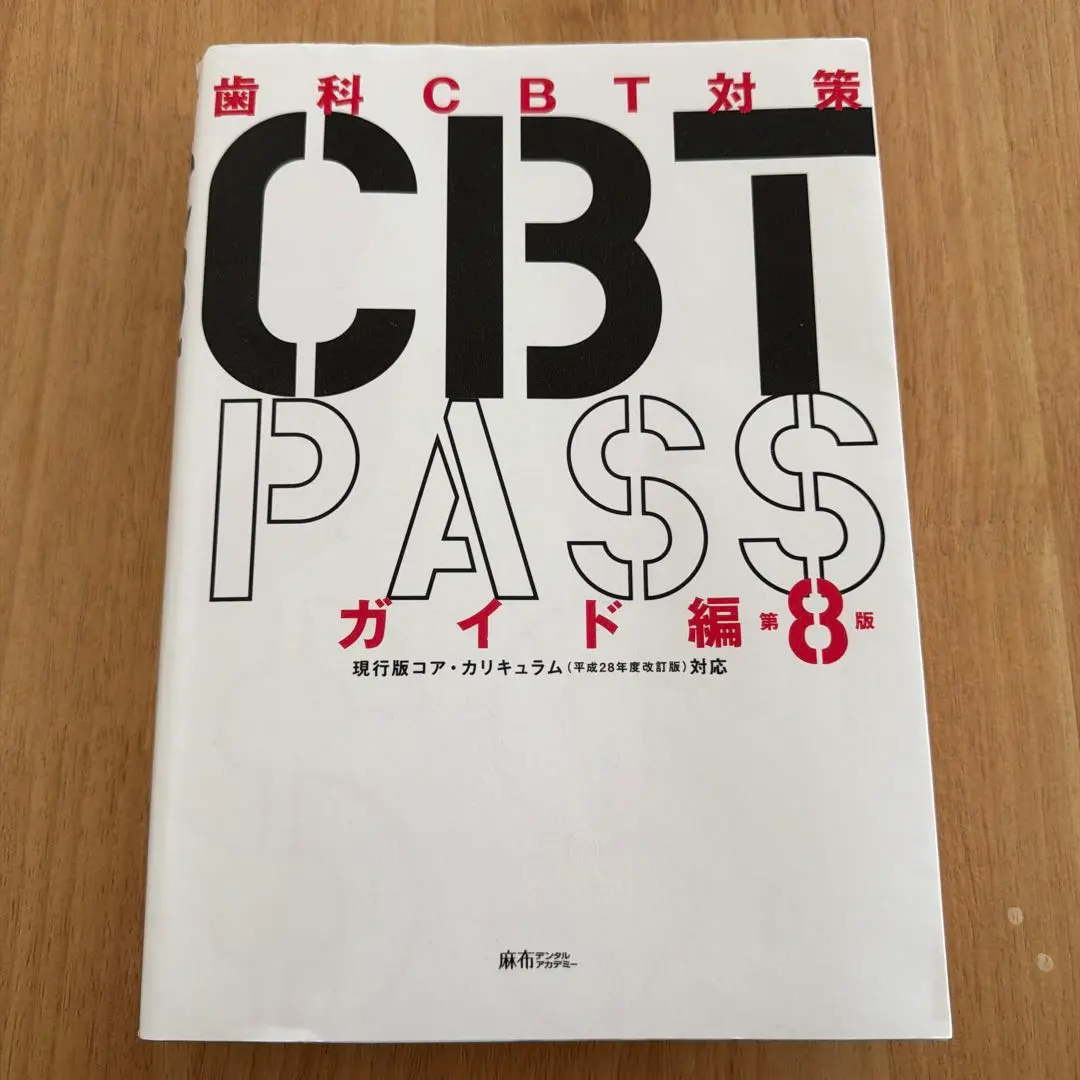 歯科CBT対策
CBT
PASS
ガイド編 第8版
現行版コア・カリキュラム(平成28年度改訂版)対応
麻布デンタルアカデミー